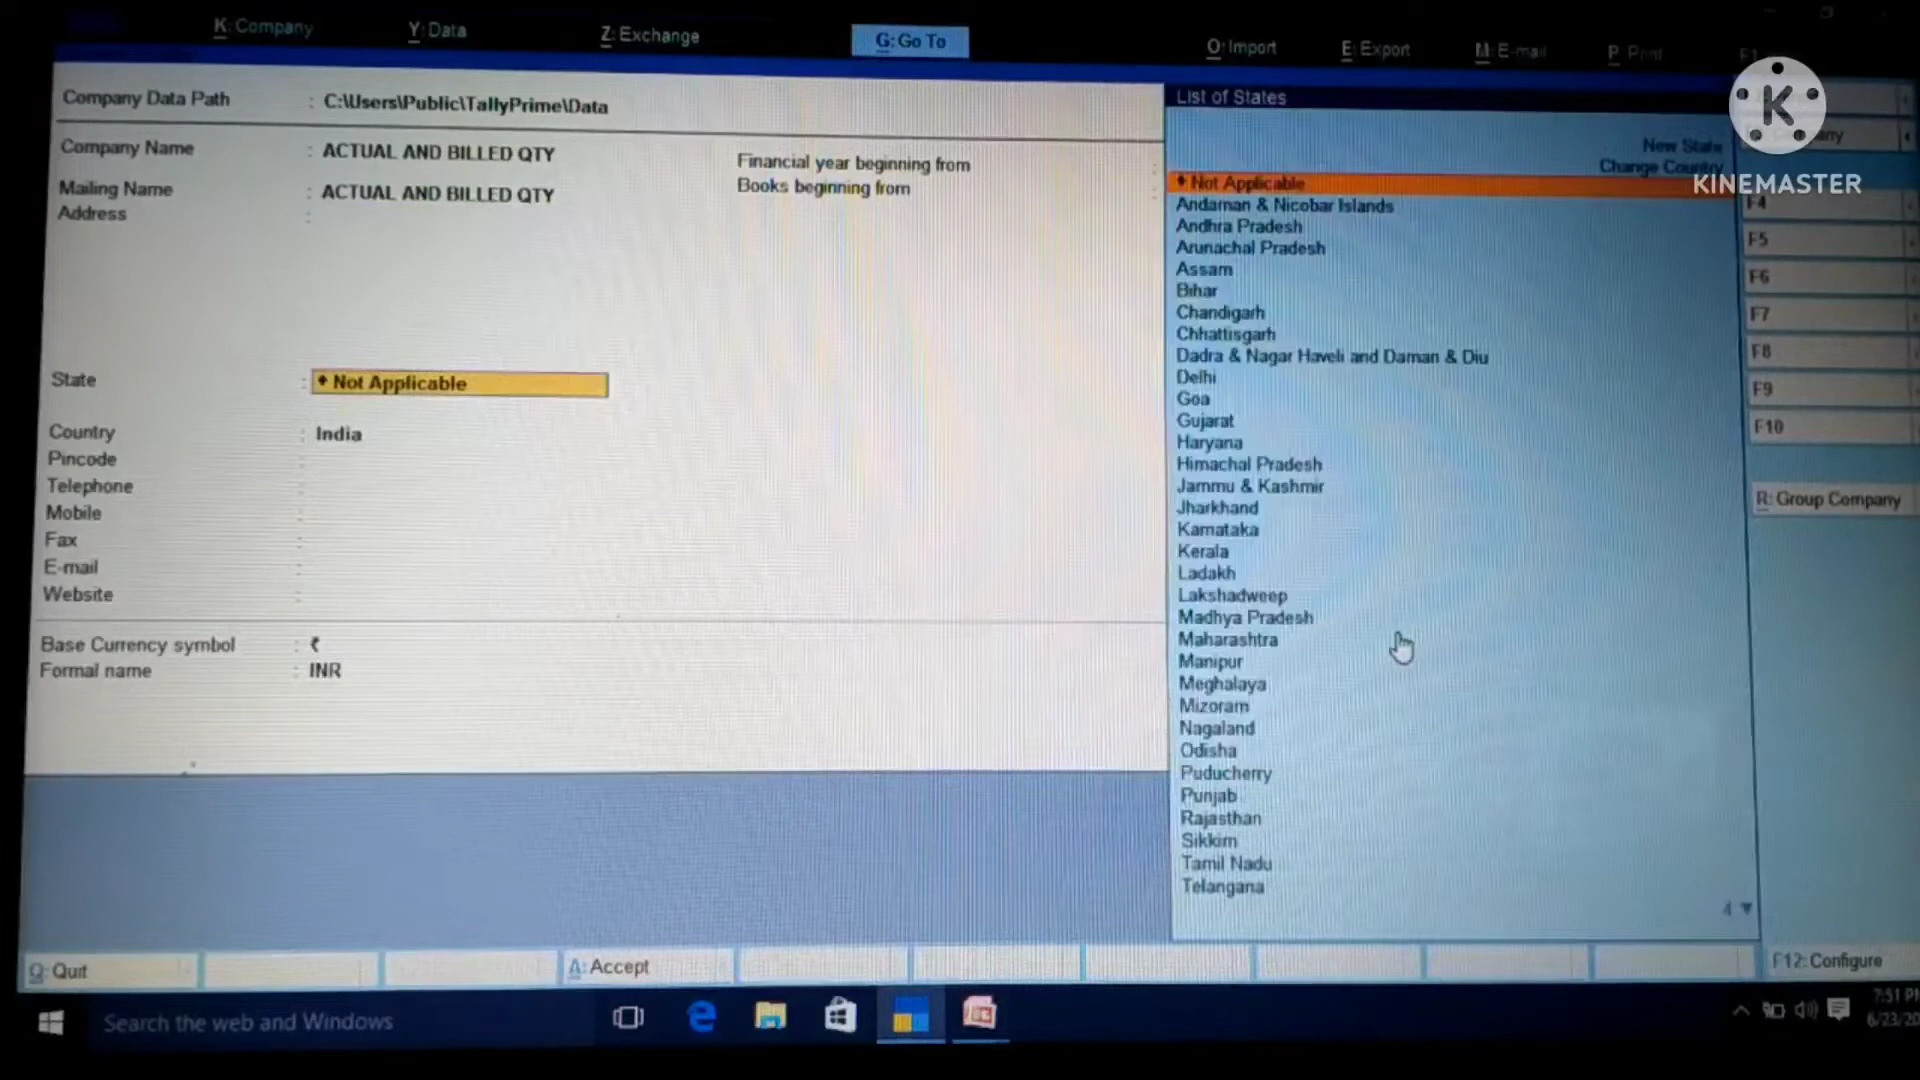 K: Company
Y: Data
Z: Exchange
G: Go To
O: Import
E: Export
M: E-mail
P: Print
Company Data Path : C:\Users\Public\TallyPrime\Data
Company Name : ACTUAL AND BILLED QTY
Mailing Name : ACTUAL AND BILLED QTY
Address :
Financial year beginning from :
Books beginning from :
State : ♦ Not Applicable
Country : India
Pincode :
Telephone :
Mobile :
Fax :
E-mail :
Website :
Base Currency symbol : ₹
Formal name : INR
List of States
New State
Change Country
♦ Not Applicable
Andaman & Nicobar Islands
Andhra Pradesh
Arunachal Pradesh
Assam
Bihar
Chandigarh
Chhattisgarh
Dadra & Nagar Haveli and Daman & Diu
Delhi
Goa
Gujarat
Haryana
Himachal Pradesh
Jammu & Kashmir
Jharkhand
Karnataka
Kerala
Ladakh
Lakshadweep
Madhya Pradesh
Maharashtra
Manipur
Meghalaya
Mizoram
Nagaland
Odisha
Puducherry
Punjab
Rajasthan
Sikkim
Tamil Nadu
Telangana
4 ▼
K
KINEMASTER
F4
F5
F6
F7
F8
F9
F10
R: Group Company
F12: Configure
Q: Quit
A: Accept
Search the web and Windows
7:51 P
6/23/20